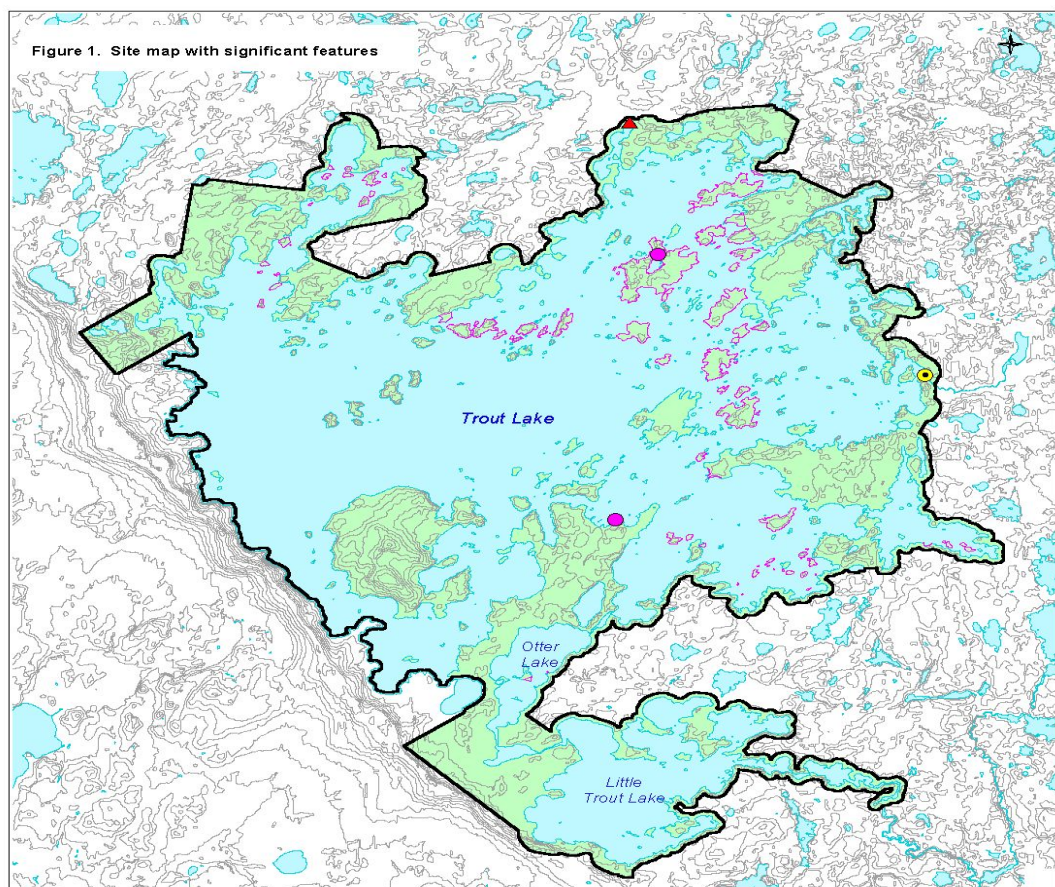 Figure 1. Site map with significant features
Trout Lake
Otter
Lake
Little
Trout Lake